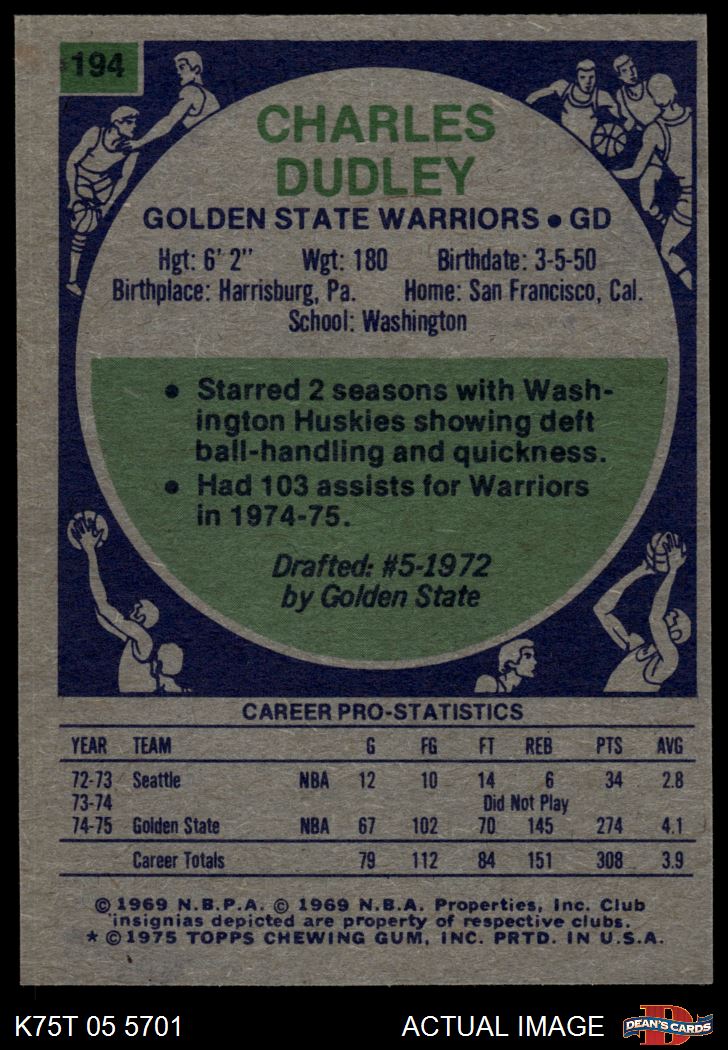 194
CHARLES
DUDLEY
GOLDEN STATE WARRIORS • GD
Hgt: 6' 2" Wgt: 180 Birthdate: 3-5-50
Birthplace: Harrisburg, Pa. Home: San Francisco, Cal.
School: Washington
• Starred 2 seasons with Wash-
ington Huskies showing deft
ball-handling and quickness.
• Had 103 assists for Warriors
in 1974-75.
Drafted: #5-1972
by Golden State
CAREER PRO-STATISTICS
YEAR TEAM G FG FT REB PTS AVG
72-73 Seattle NBA 12 10 14 6 34 2.8
73-74 Did Not Play
74-75 Golden State NBA 67 102 70 145 274 4.1
Career Totals 79 112 84 151 308 3.9
© 1969 N.B.P.A. © 1969 N.B.A. Properties, Inc. Club
insignias depicted are property of respective clubs.
* © 1975 TOPPS CHEWING GUM, INC. PRTD. IN U.S.A.
K75T 05 5701 ACTUAL IMAGE
D
DEAN'S CARDS